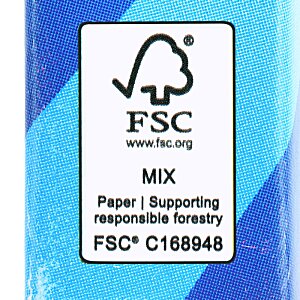 FSC
www.fsc.org
MIX
Paper | Supporting
responsible forestry
FSC® C168948